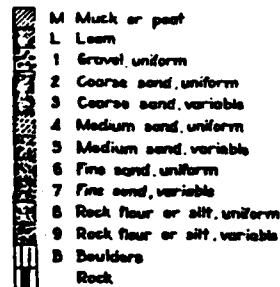 M Muck or peat
L Loam
1 Gravel, uniform
2 Coarse sand, uniform
3 Coarse sand, variable
4 Medium sand, uniform
5 Medium sand, variable
6 Fine sand, uniform
7 Fine sand, variable
8 Rock flour or silt, uniform
9 Rock flour or silt, variable
B Boulders
Rock